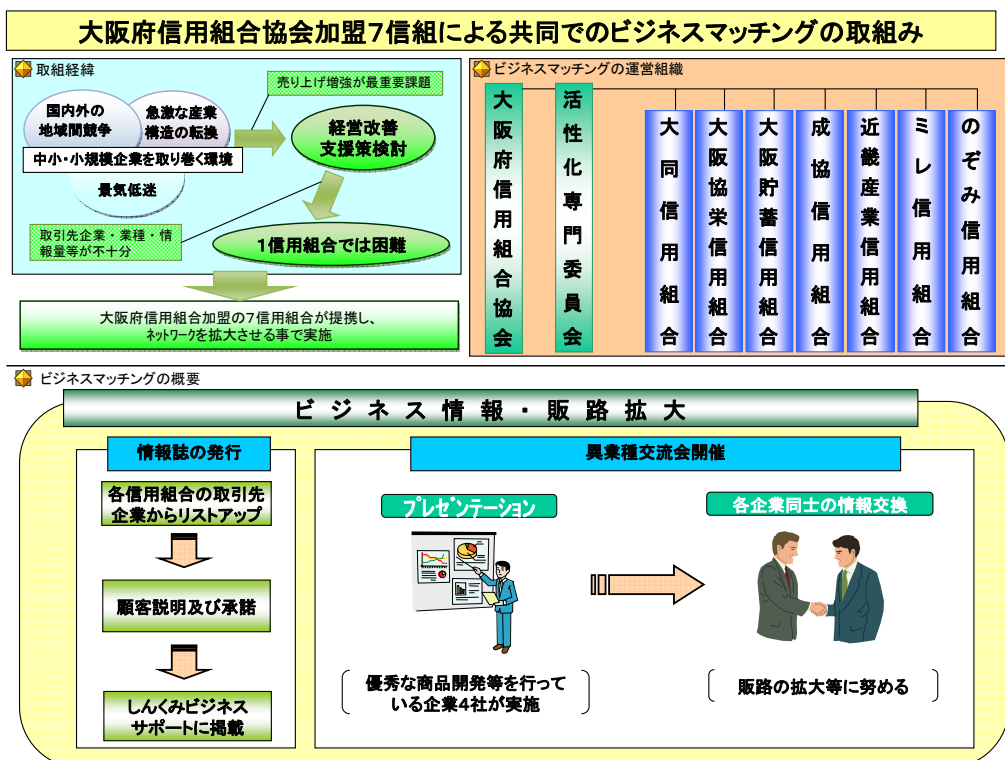 大阪府信用組合協会加盟７信組による共同でのビジネスマッチングの取組み
取組経緯
売り上げ増強が最重要課題
国内外の
地域間競争
急激な産業
構造の転換
中小・小規模企業を取り巻く環境
景気低迷
経営改善
支援策検討
取引先企業・業種・情
報量等が不十分
１信用組合では困難
大阪府信用組合加盟の７信用組合が提携し、
ﾈｯﾄﾜｰｸを拡大させる事で実施
ビジネスマッチングの運営組織
大阪府信用組合協会
活性化専門委員会
大同信用組合
大阪協栄信用組合
大阪貯蓄信用組合
成協信用組合
近畿産業信用組合
ミレ信用組合
のぞみ信用組合
ビジネスマッチングの概要
ビジネス情報・販路拡大
情報誌の発行
各信用組合の取引先
企業からリストアップ
顧客説明及び承諾
しんくみビジネス
サポートに掲載
異業種交流会開催
プレゼンテーション
優秀な商品開発等を行って
いる企業４社が実施
各企業同士の情報交換
販路の拡大等に努める